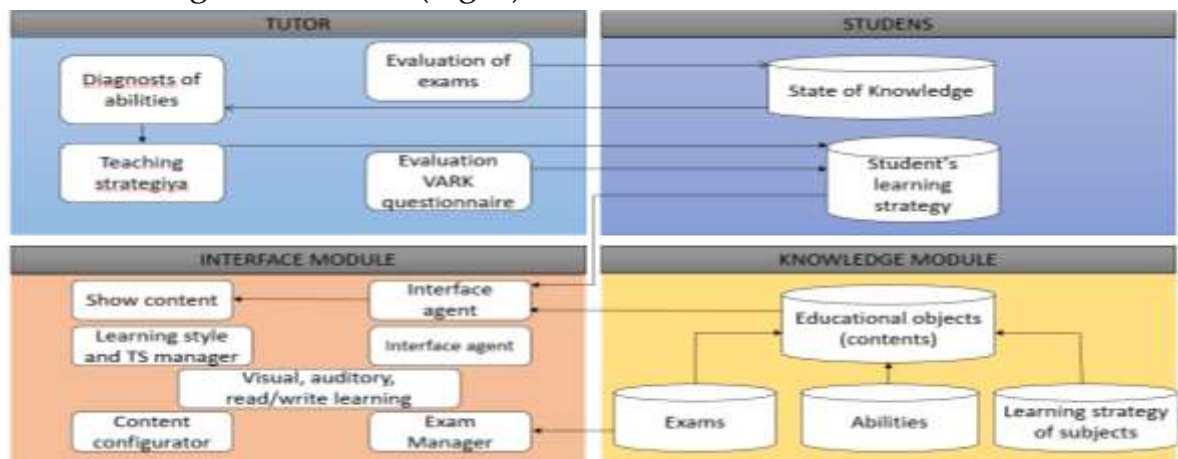 TUTOR
Diagnosts of
abilities
Evaluation of
exams
Teaching
strategiya
Evaluation
VARK
questionnaire
STUDENS
State of Knowledge
Student's
learning
strategy
INTERFACE MODULE
Show content
Interface
agent
Learning style
and TS manager
Interface agent
Visual, auditory,
read/write learning
Content
configurator
Exam
Manager
KNOWLEDGE MODULE
Educational objects
(contents)
Exams
Abilities
Learning strategy
of subjects